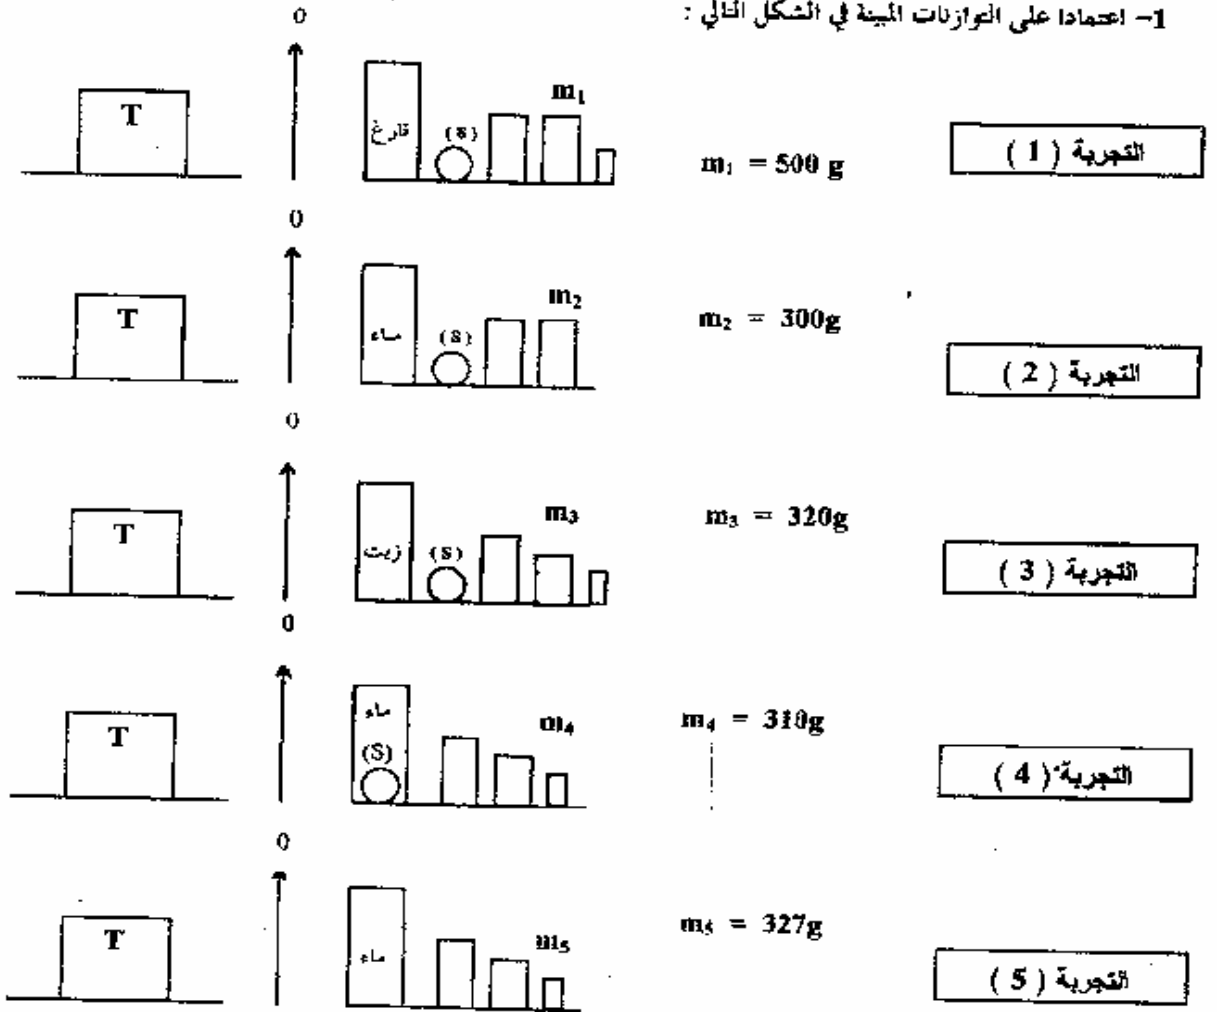 1- اعتمادا على التوازنات المبينة في الشكل التالي :
0
T
فارغ
(s)
m₁
m₁ = 500 g
التجربة ( 1 )
0
T
ماء
(s)
m₂
m₂ = 300g
التجربة ( 2 )
0
T
زيت
(s)
m₃
m₃ = 320g
التجربة ( 3 )
0
T
ماء
(S)
m₄
m₄ = 310g
التجربة ( 4 )
0
T
ماء
m₅
m₅ = 327g
التجربة ( 5 )